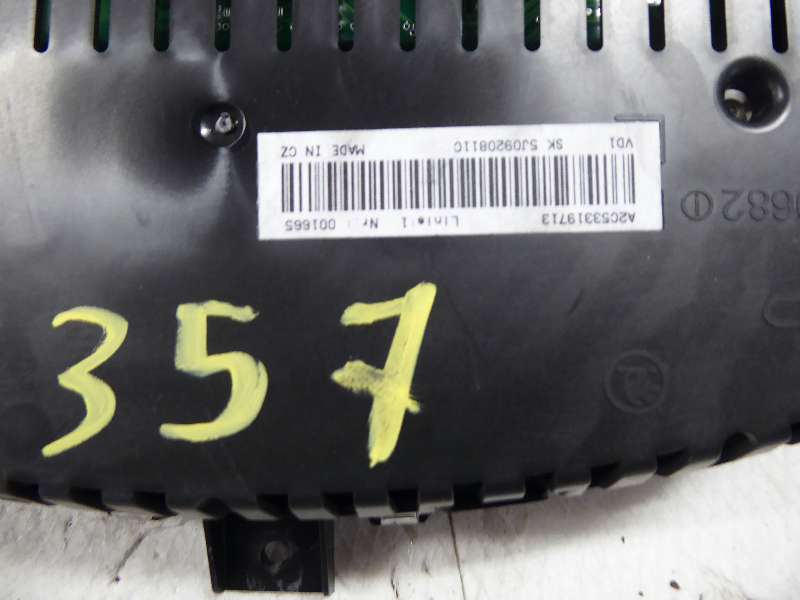 A2C53319713 Linie:1 Nr.: 001665
VDI SK 5J0920811C MADE IN CZ
357